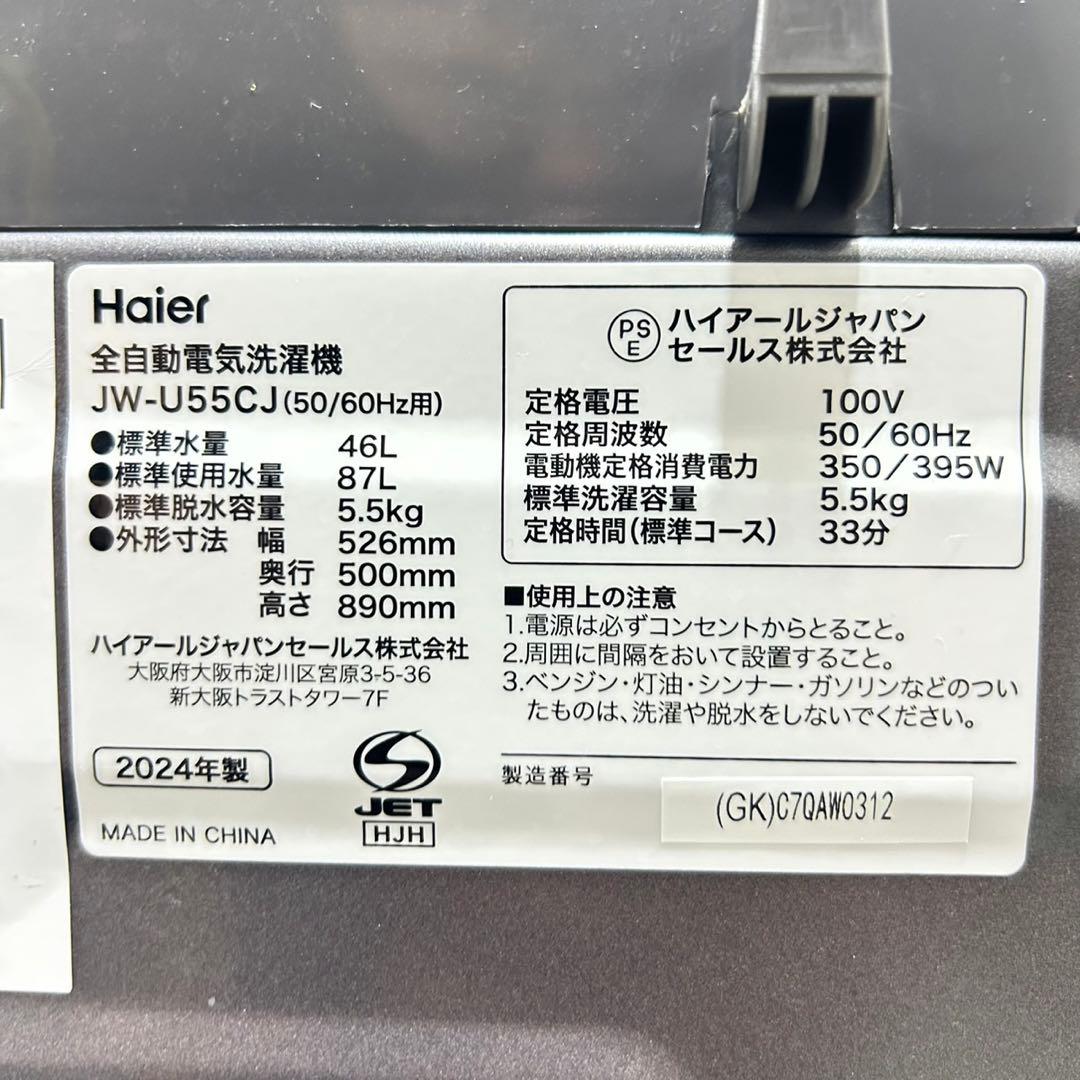 Haier
全自動電気洗濯機
JW-U55CJ(50/60Hz用)
●標準水量 46L
●標準使用水量 87L
●標準脱水容量 5.5kg
●外形寸法 幅 526mm
奥行 500mm
高さ 890mm
ハイアールジャパンセールス株式会社
大阪府大阪市淀川区宮原3-5-36
新大阪トラストタワー7F
2024年製
MADE IN CHINA
JET
HJH
PS
E
ハイアールジャパン
セールス株式会社
定格電圧 100V
定格周波数 50/60Hz
電動機定格消費電力 350/395W
標準洗濯容量 5.5kg
定格時間(標準コース) 33分
■使用上の注意
1.電源は必ずコンセントからとること。
2.周囲に間隔をおいて設置すること。
3.ベンジン・灯油・シンナー・ガソリンなどのつい
たものは、洗濯や脱水をしないでください。
製造番号
(GK)C7QAW0312